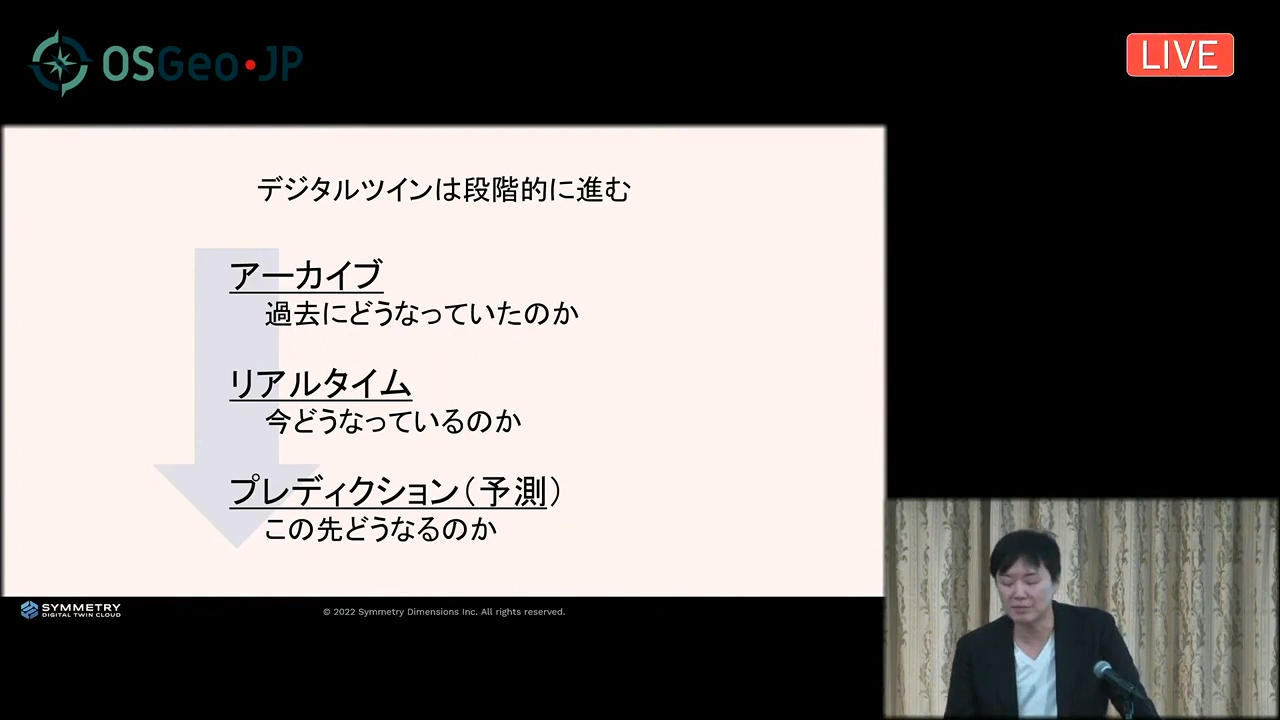 OSGeo・JP
LIVE
デジタルツインは段階的に進む
アーカイブ
過去にどうなっていたのか
リアルタイム
今どうなっているのか
プレディクション（予測）
この先どうなるのか
SYMMETRY
DIGITAL TWIN CLOUD
© 2022 Symmetry Dimensions Inc. All rights reserved.